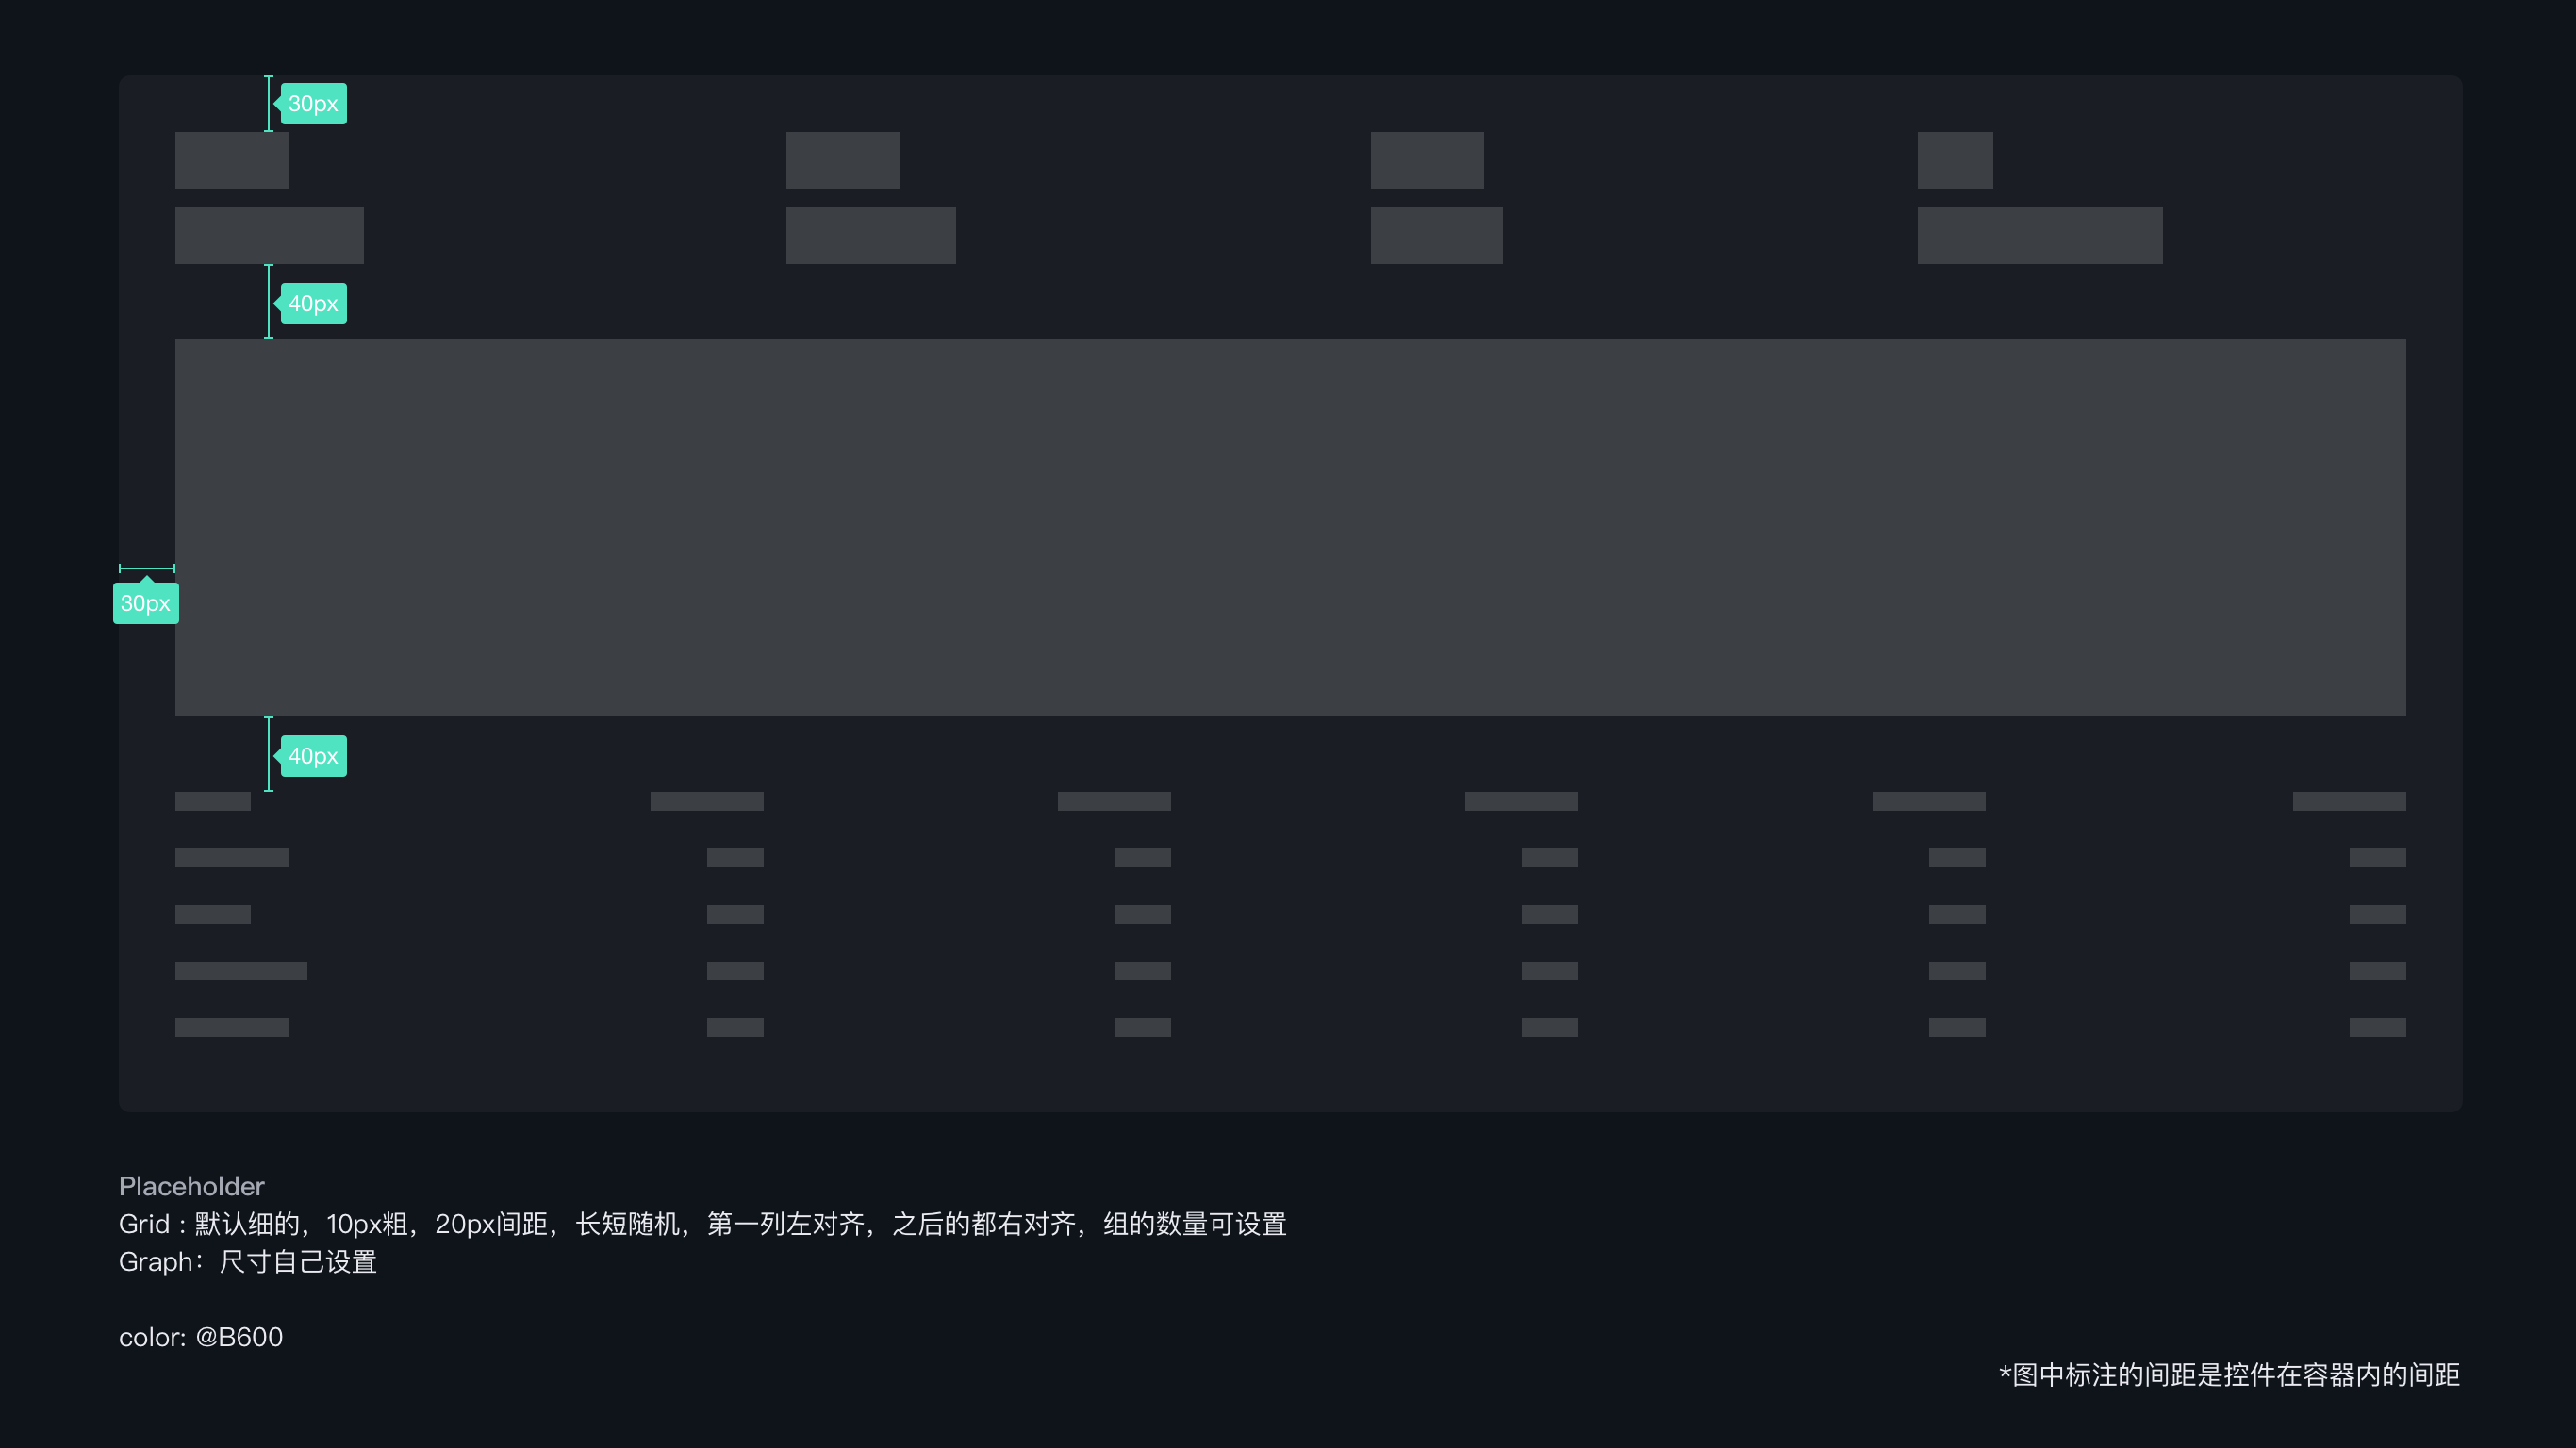 30px
40px
30px
40px
Placeholder
Grid : 默认细的，10px粗，20px间距，长短随机，第一列左对齐，之后的都右对齐，组的数量可设置
Graph：尺寸自己设置
color: @B600
*图中标注的间距是控件在容器内的间距